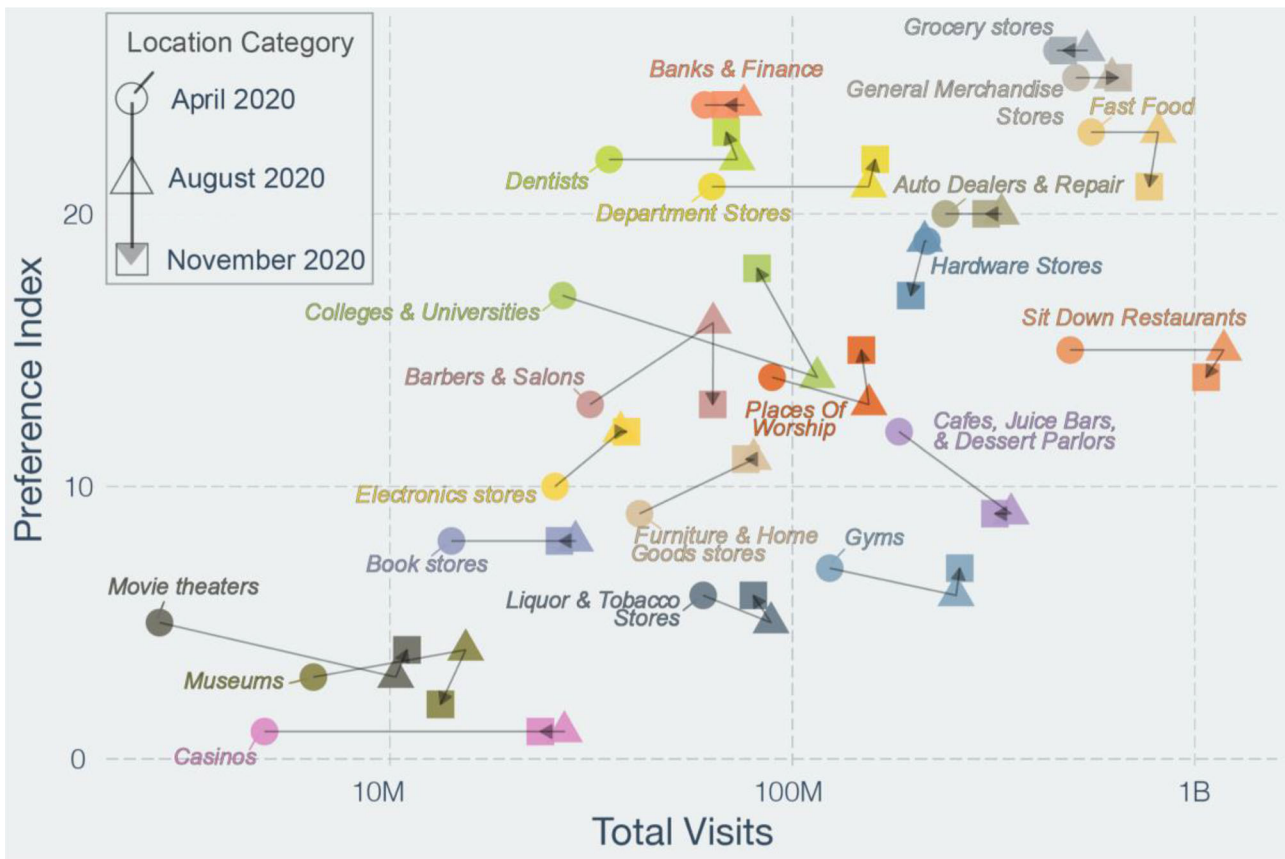 Location Category
April 2020
August 2020
November 2020
Grocery stores
Banks & Finance
General Merchandise
Stores
Fast Food
Dentists
Department Stores
Auto Dealers & Repair
20
Hardware Stores
Colleges & Universities
Sit Down Restaurants
Barbers & Salons
Places Of
Worship
Cafes, Juice Bars,
& Dessert Parlors
Electronics stores
10
Furniture & Home
Goods stores
Gyms
Book stores
Movie theaters
Liquor & Tobacco
Stores
Museums
Casinos
0
Preference Index
10M
100M
1B
Total Visits